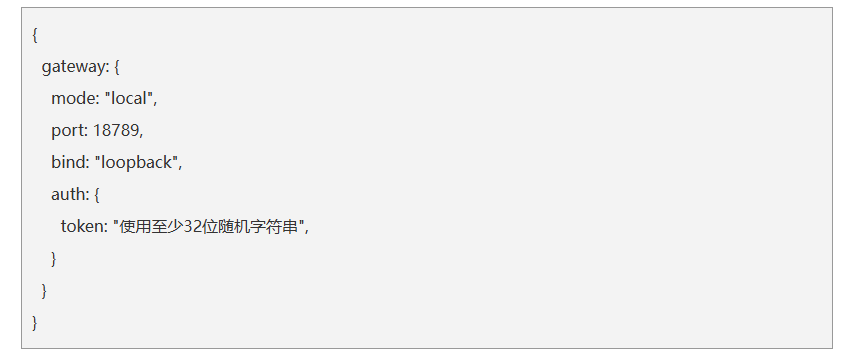 {
  gateway: {
    mode: "local",
    port: 18789,
    bind: "loopback",
    auth: {
      token: "使用至少32位随机字符串",
    }
  }
}